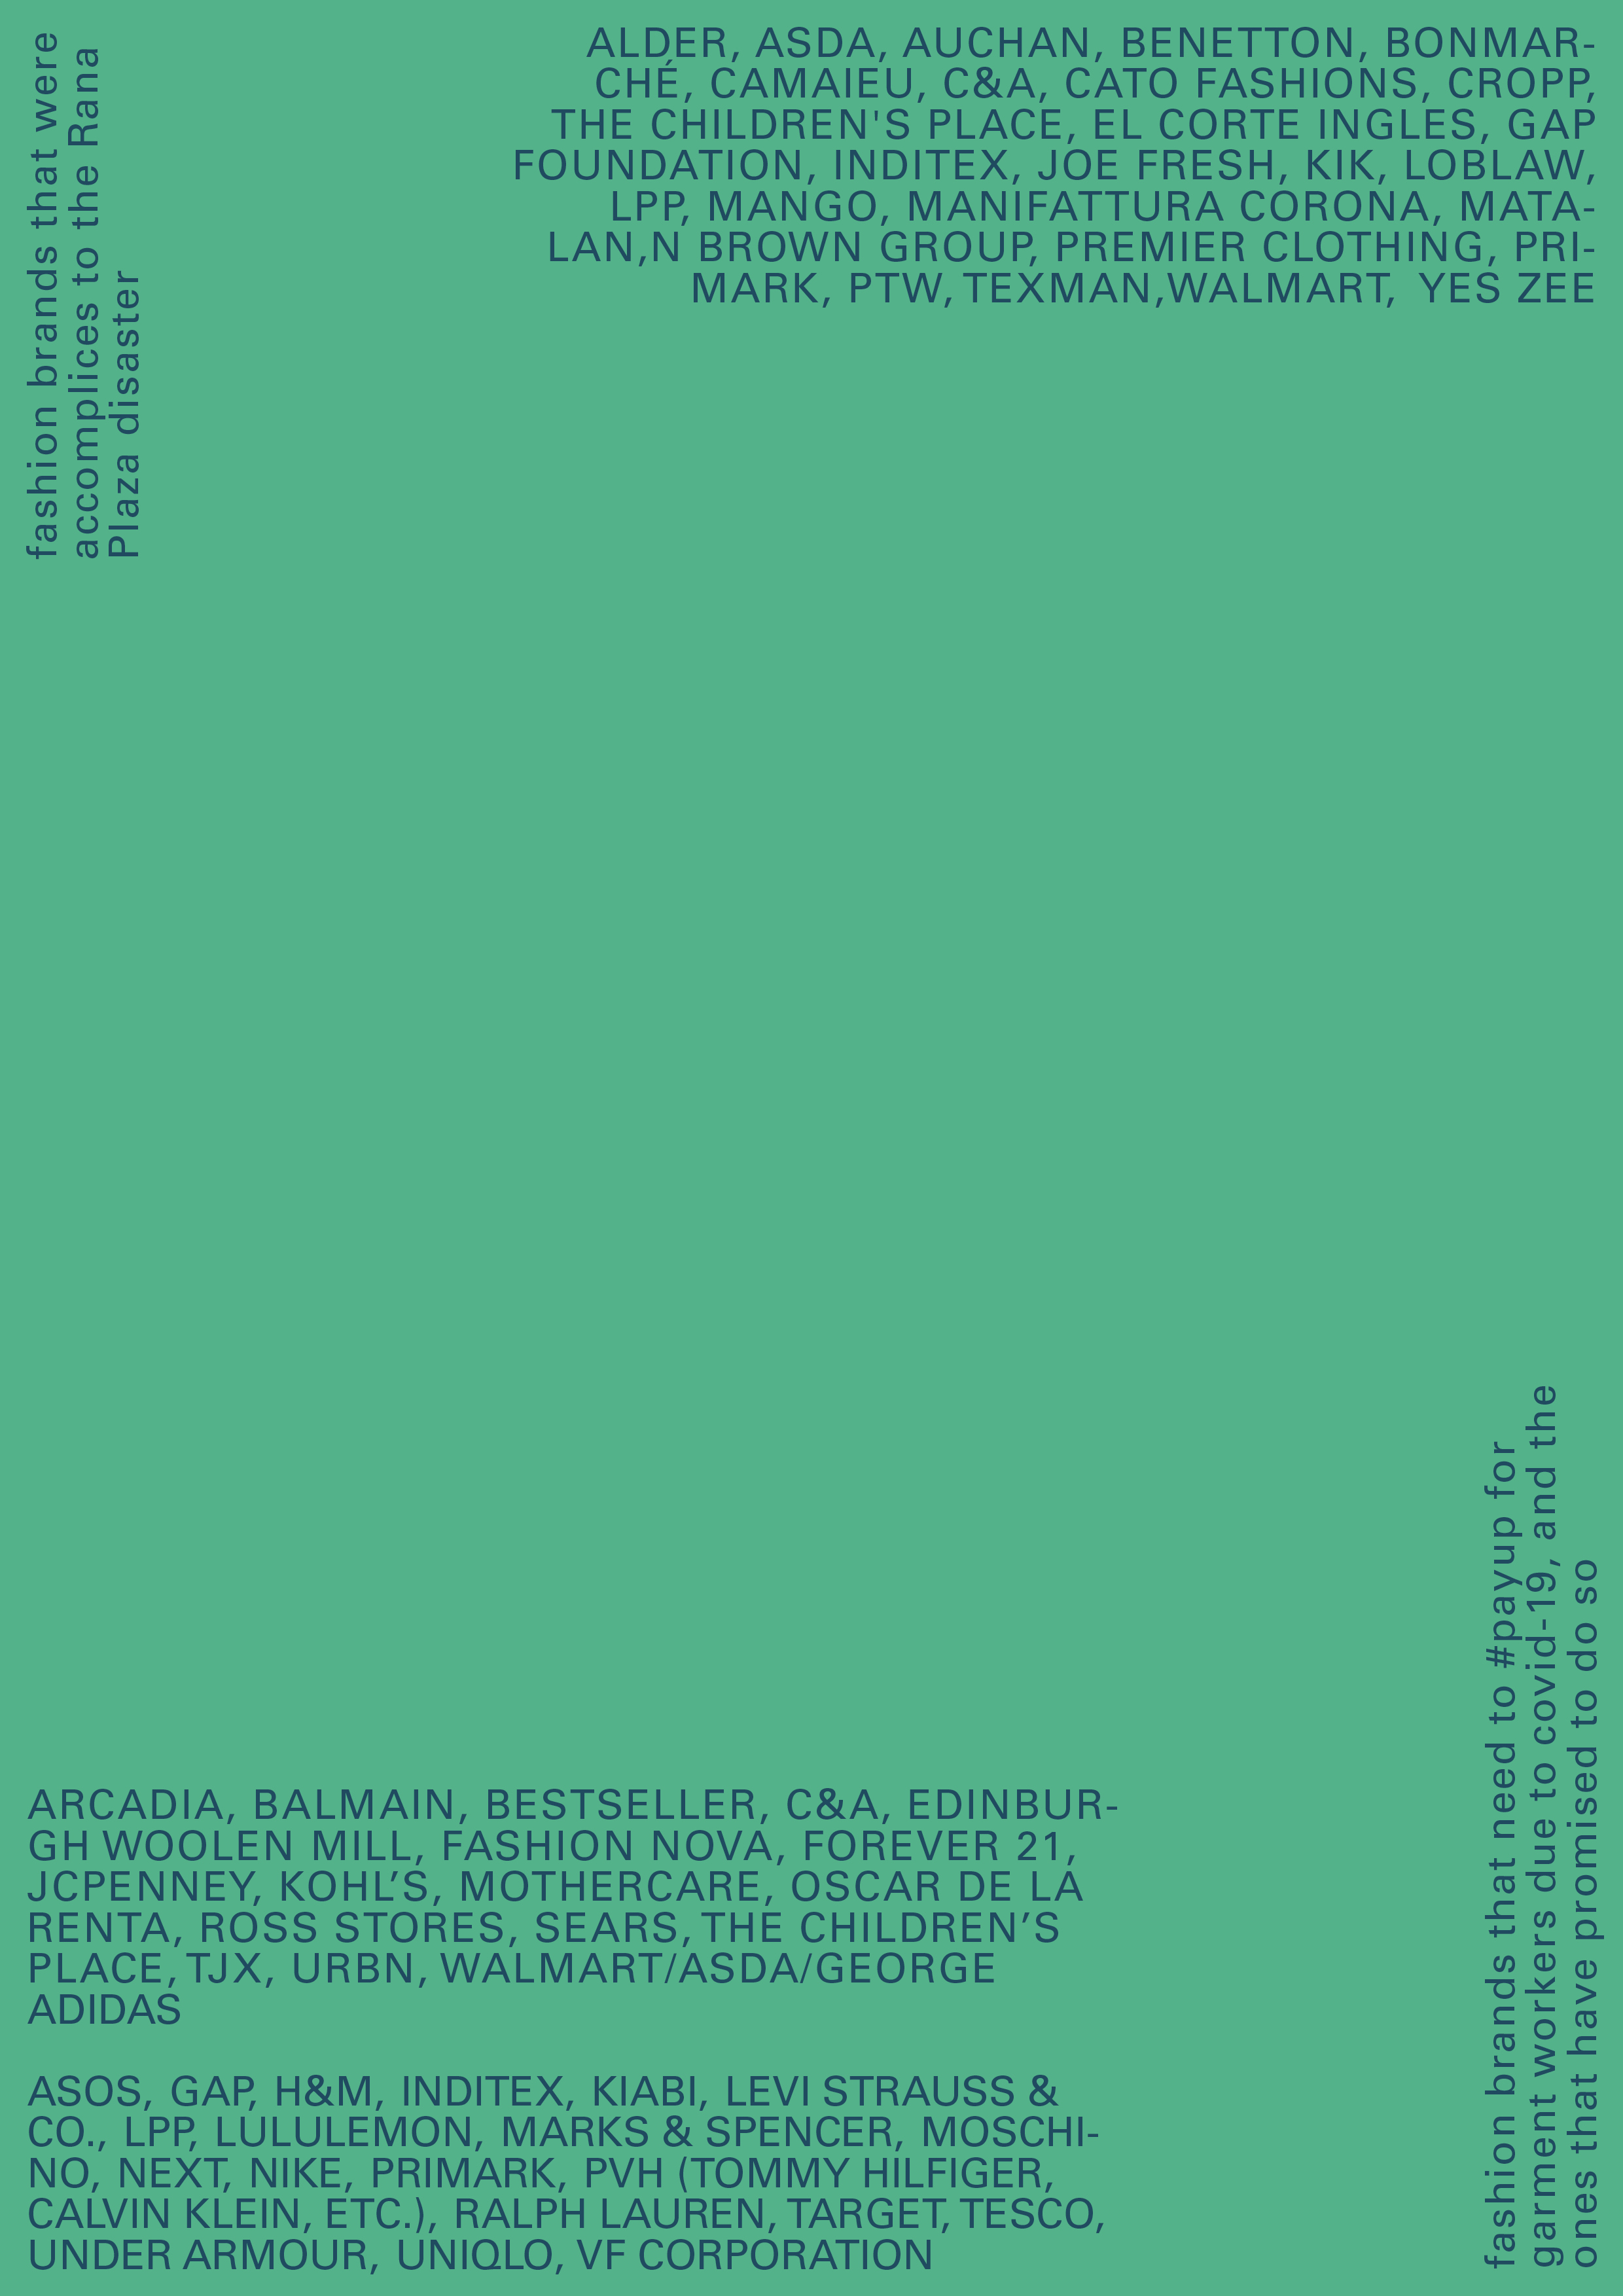 fashion brands that were
accomplices to the Rana
Plaza disaster
ALDER, ASDA, AUCHAN, BENETTON, BONMAR-
CHÉ, CAMAIEU, C&A, CATO FASHIONS, CROPP,
THE CHILDREN'S PLACE, EL CORTE INGLES, GAP
FOUNDATION, INDITEX, JOE FRESH, KIK, LOBLAW,
LPP, MANGO, MANIFATTURA CORONA, MATA-
LAN,N BROWN GROUP, PREMIER CLOTHING, PRI-
MARK, PTW, TEXMAN,WALMART, YES ZEE
fashion brands that need to #payup for
garment workers due to covid-19, and the
ones that have promised to do so
ARCADIA, BALMAIN, BESTSELLER, C&A, EDINBUR-
GH WOOLEN MILL, FASHION NOVA, FOREVER 21,
JCPENNEY, KOHL’S, MOTHERCARE, OSCAR DE LA
RENTA, ROSS STORES, SEARS, THE CHILDREN’S
PLACE, TJX, URBN, WALMART/ASDA/GEORGE
ADIDAS
ASOS, GAP, H&M, INDITEX, KIABI, LEVI STRAUSS &
CO., LPP, LULULEMON, MARKS & SPENCER, MOSCHI-
NO, NEXT, NIKE, PRIMARK, PVH (TOMMY HILFIGER,
CALVIN KLEIN, ETC.), RALPH LAUREN, TARGET, TESCO,
UNDER ARMOUR, UNIQLO, VF CORPORATION